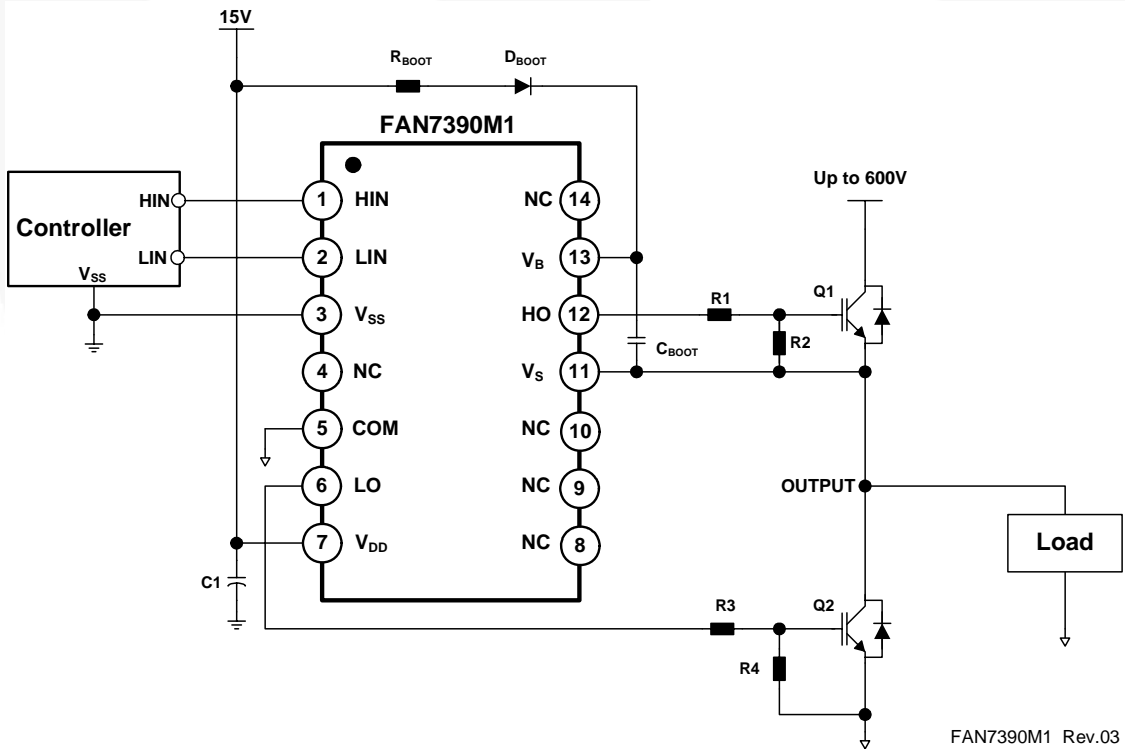 15V
RBOOT
DBOOT
FAN7390M1
Controller
HIN
LIN
VSS
1 HIN
2 LIN
3 VSS
4 NC
5 COM
6 LO
7 VDD
NC 14
VB 13
HO 12
VS 11
NC 10
NC 9
NC 8
C1
CBOOT
Up to 600V
R1
R2
Q1
OUTPUT
Load
R3
R4
Q2
FAN7390M1 Rev.03